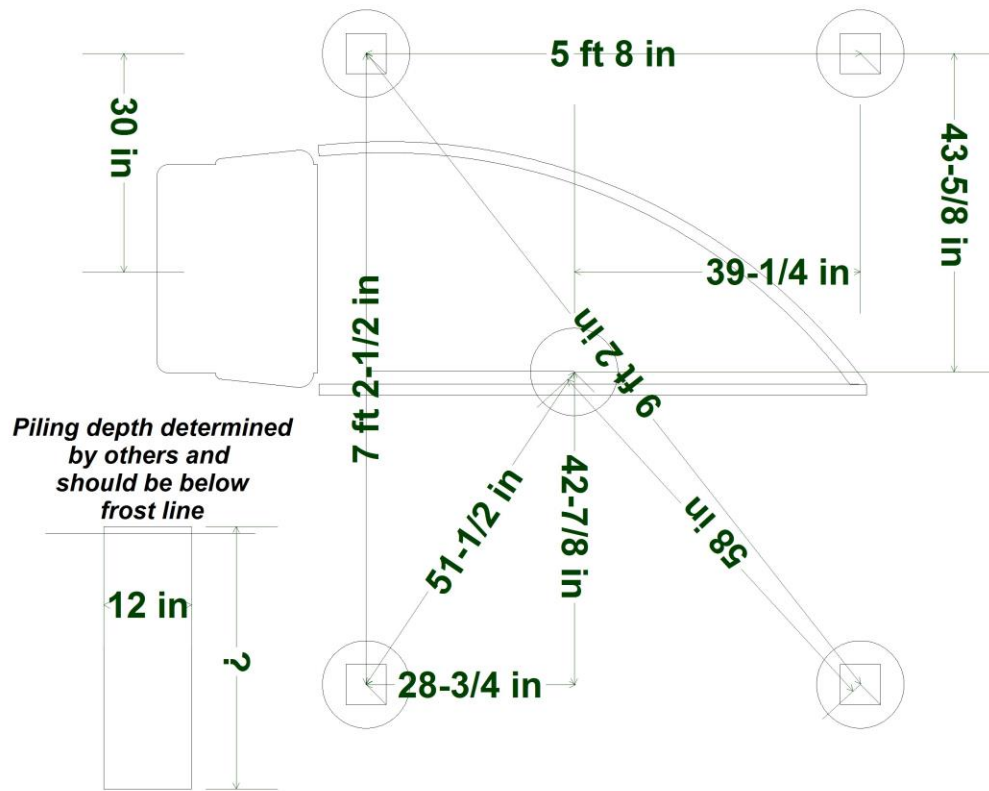 5 ft 8 in
30 in
43-5/8 in
39-1/4 in
7 ft 2-1/2 in
9 ft 2 in
Piling depth determined
by others and
should be below
frost line
51-1/2 in
42-7/8 in
58 in
12 in
?
28-3/4 in